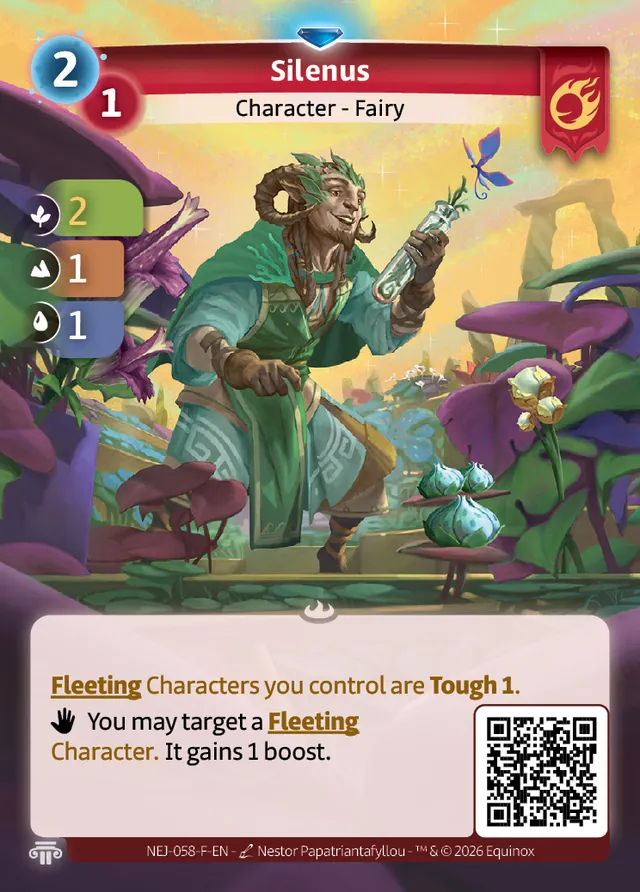 2
Silenus
1
Character - Fairy
2
1
1
Fleeting Characters you control are Tough 1.
You may target a Fleeting
Character. It gains 1 boost.
NEJ-058-F-EN - Nestor Papatriantafyllou - ™ & © 2026 Equinox